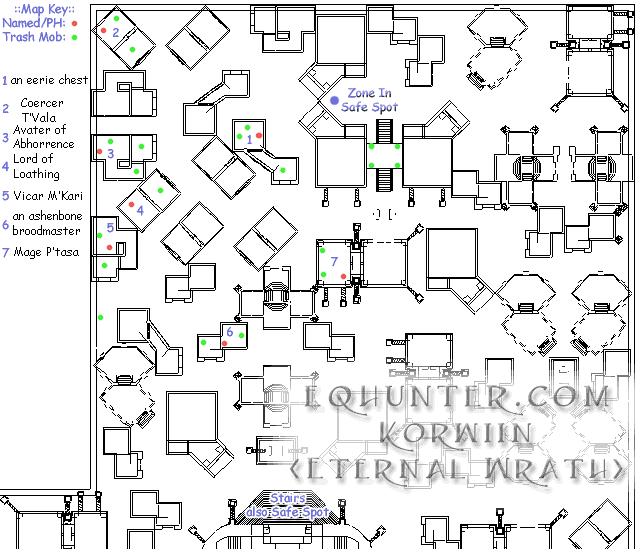 ::Map Key::
Named/PH:
Trash Mob:
1 an eerie chest
2 Coercer
T'Vala
3 Avater of
Abhorrence
4 Lord of
Loathing
5 Vicar M'Kari
6 an ashenbone
broodmaster
7 Mage P'tasa
2
Zone In
Safe Spot
1
3
4
5
7
6
EQHUNTER.COM
KORWIIN
<ETERNAL WRATH>
Stairs
also Safe Spot